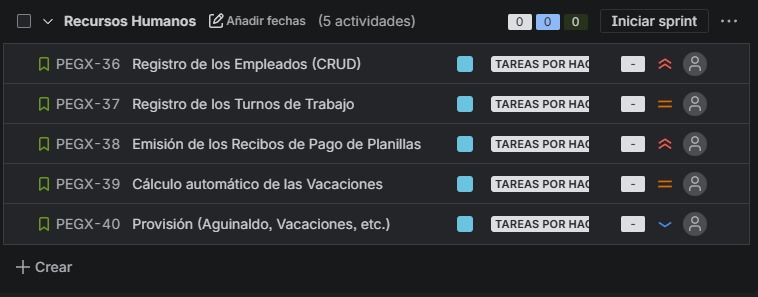 Recursos Humanos Añadir fechas (5 actividades) 0 0 0 Iniciar sprint
PEGX-36 Registro de los Empleados (CRUD) TAREAS POR HAC -
PEGX-37 Registro de los Turnos de Trabajo TAREAS POR HAC -
PEGX-38 Emisión de los Recibos de Pago de Planillas TAREAS POR HAC -
PEGX-39 Cálculo automático de las Vacaciones TAREAS POR HAC -
PEGX-40 Provisión (Aguinaldo, Vacaciones, etc.) TAREAS POR HAC -
Crear